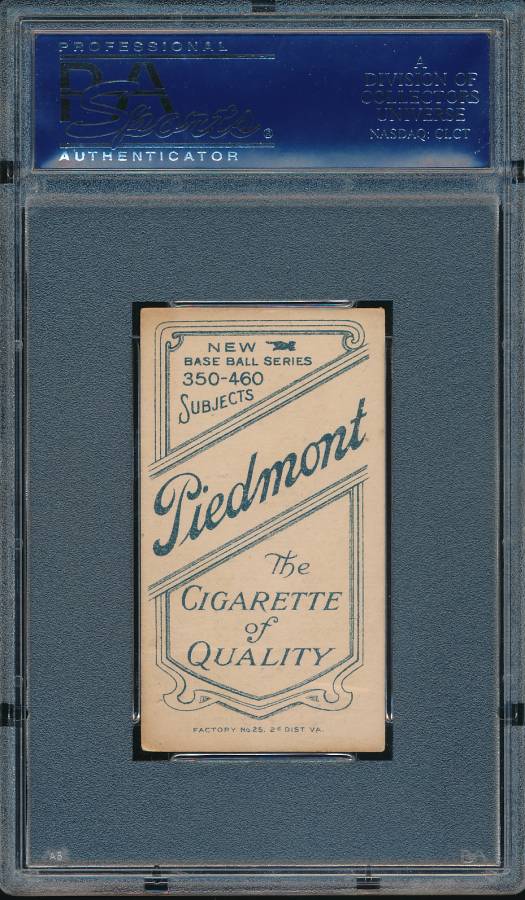 PROFESSIONAL
PSA
Sports®
AUTHENTICATOR
A
DIVISION OF
COLLECTORS
UNIVERSE
NASDAQ: CLCT
NEW
BASE BALL SERIES
350-460
SUBJECTS
Piedmont
The
CIGARETTE
of
QUALITY
FACTORY No 25, 2D DIST VA.
PSA